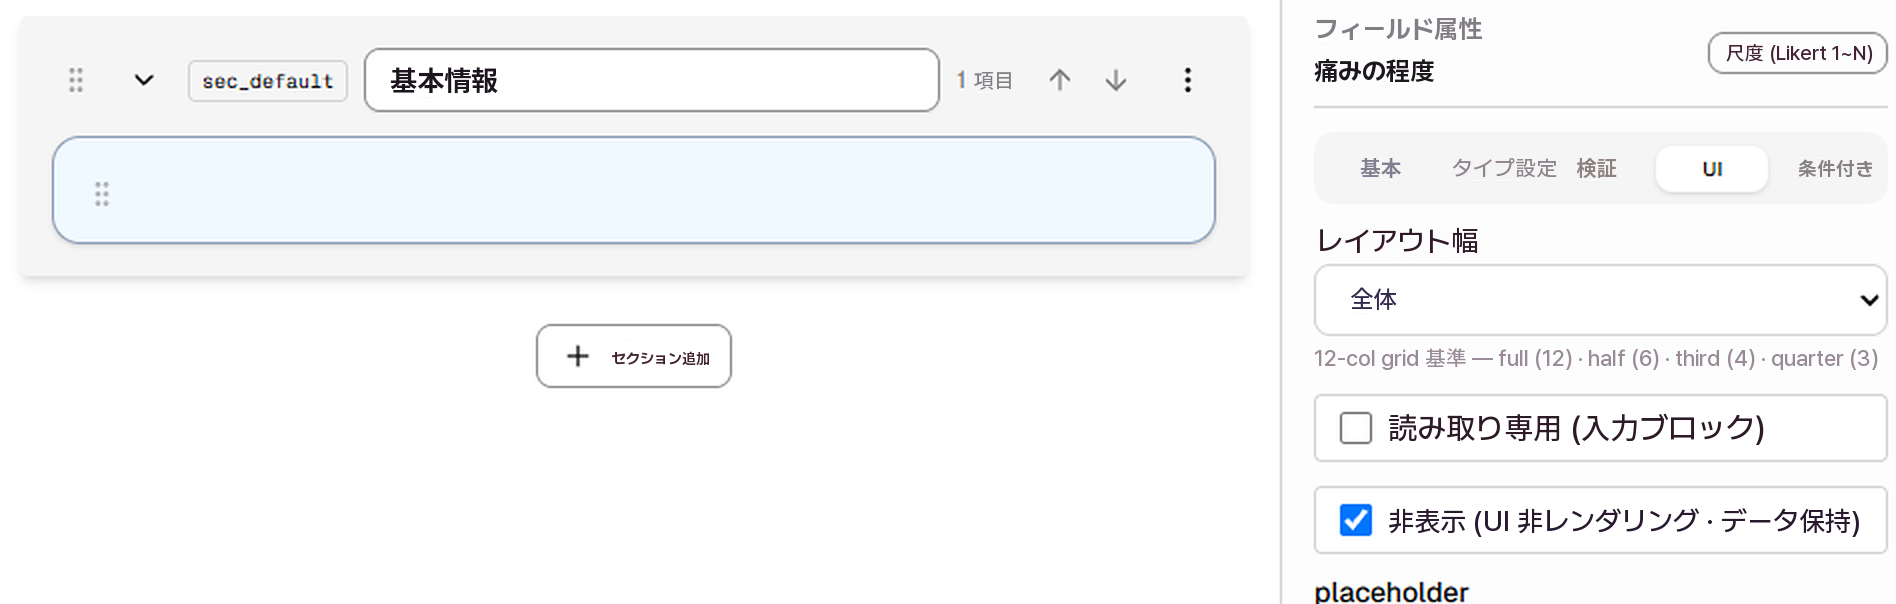 sec_default
基本情報
1 項目
セクション追加
フィールド属性
痛みの程度
尺度 (Likert 1~N)
基本 タイプ設定 検証 UI 条件付き
レイアウト幅
全体
12-col grid 基準 — full (12) · half (6) · third (4) · quarter (3)
読み取り専用 (入力ブロック)
非表示 (UI 非レンダリング · データ保持)
placeholder